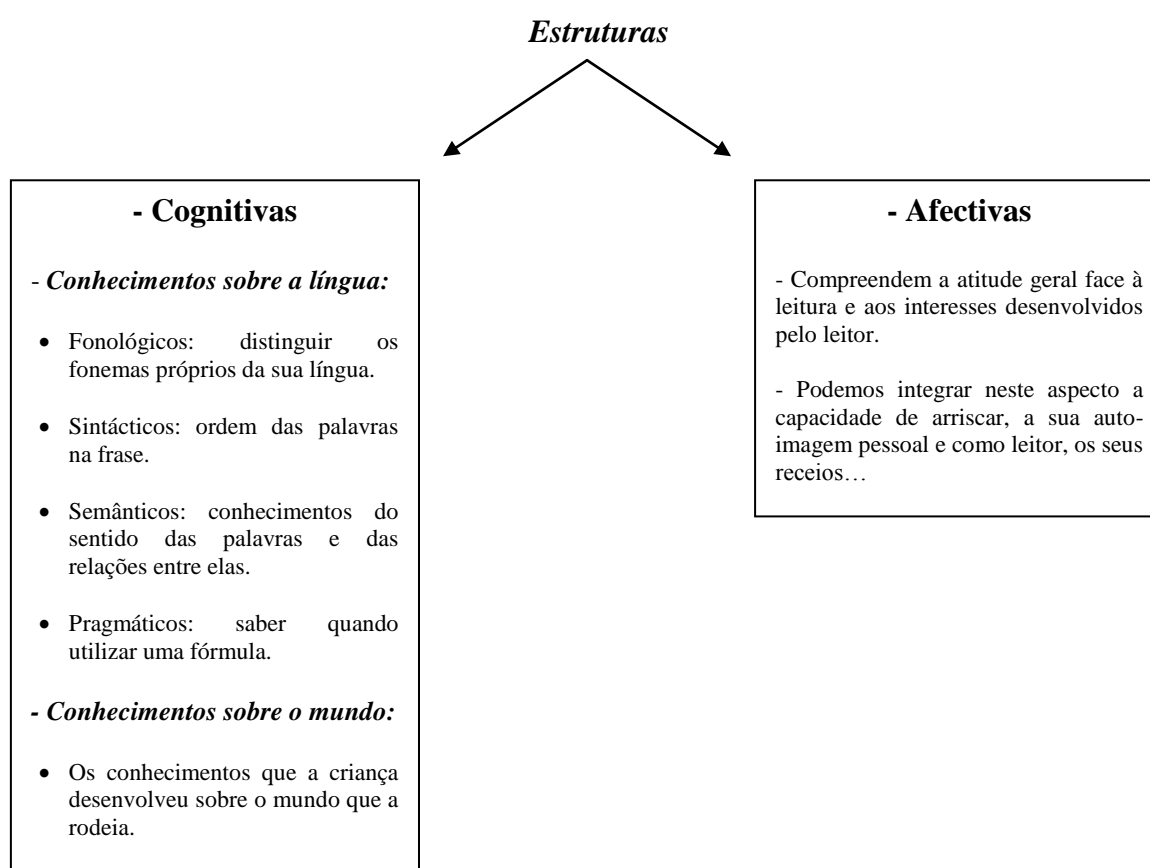 Estruturas
- Cognitivas
- Conhecimentos sobre a língua:
• Fonológicos: distinguir os
fonemas próprios da sua língua.
• Sintácticos: ordem das palavras
na frase.
• Semânticos: conhecimentos do
sentido das palavras e das
relações entre elas.
• Pragmáticos: saber quando
utilizar uma fórmula.
- Conhecimentos sobre o mundo:
• Os conhecimentos que a criança
desenvolveu sobre o mundo que a
rodeia.
- Afectivas
- Compreendem a atitude geral face à
leitura e aos interesses desenvolvidos
pelo leitor.
- Podemos integrar neste aspecto a
capacidade de arriscar, a sua auto-
imagem pessoal e como leitor, os seus
receios…